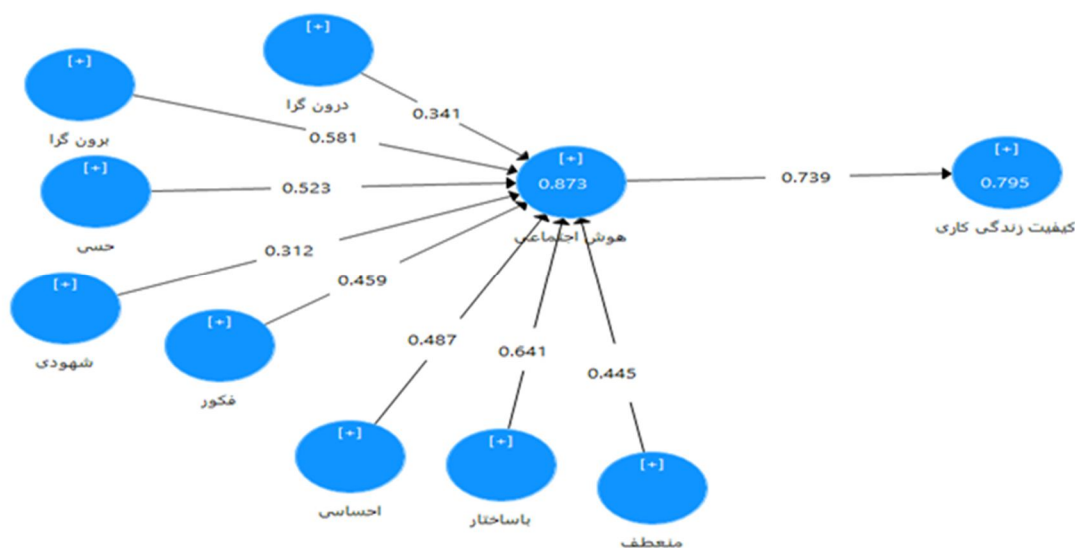 [+]
درون گرا
0.341
[+]
برون گرا
0.581
[+]
حسی
0.523
[+]
0.873
هوش اجتماعی
0.739
[+]
0.795
کیفیت زندگی کاری
[+]
شهودی
0.312
[+]
فکور
0.459
[+]
احساسی
0.487
[+]
باساختار
0.641
[+]
منعطف
0.445